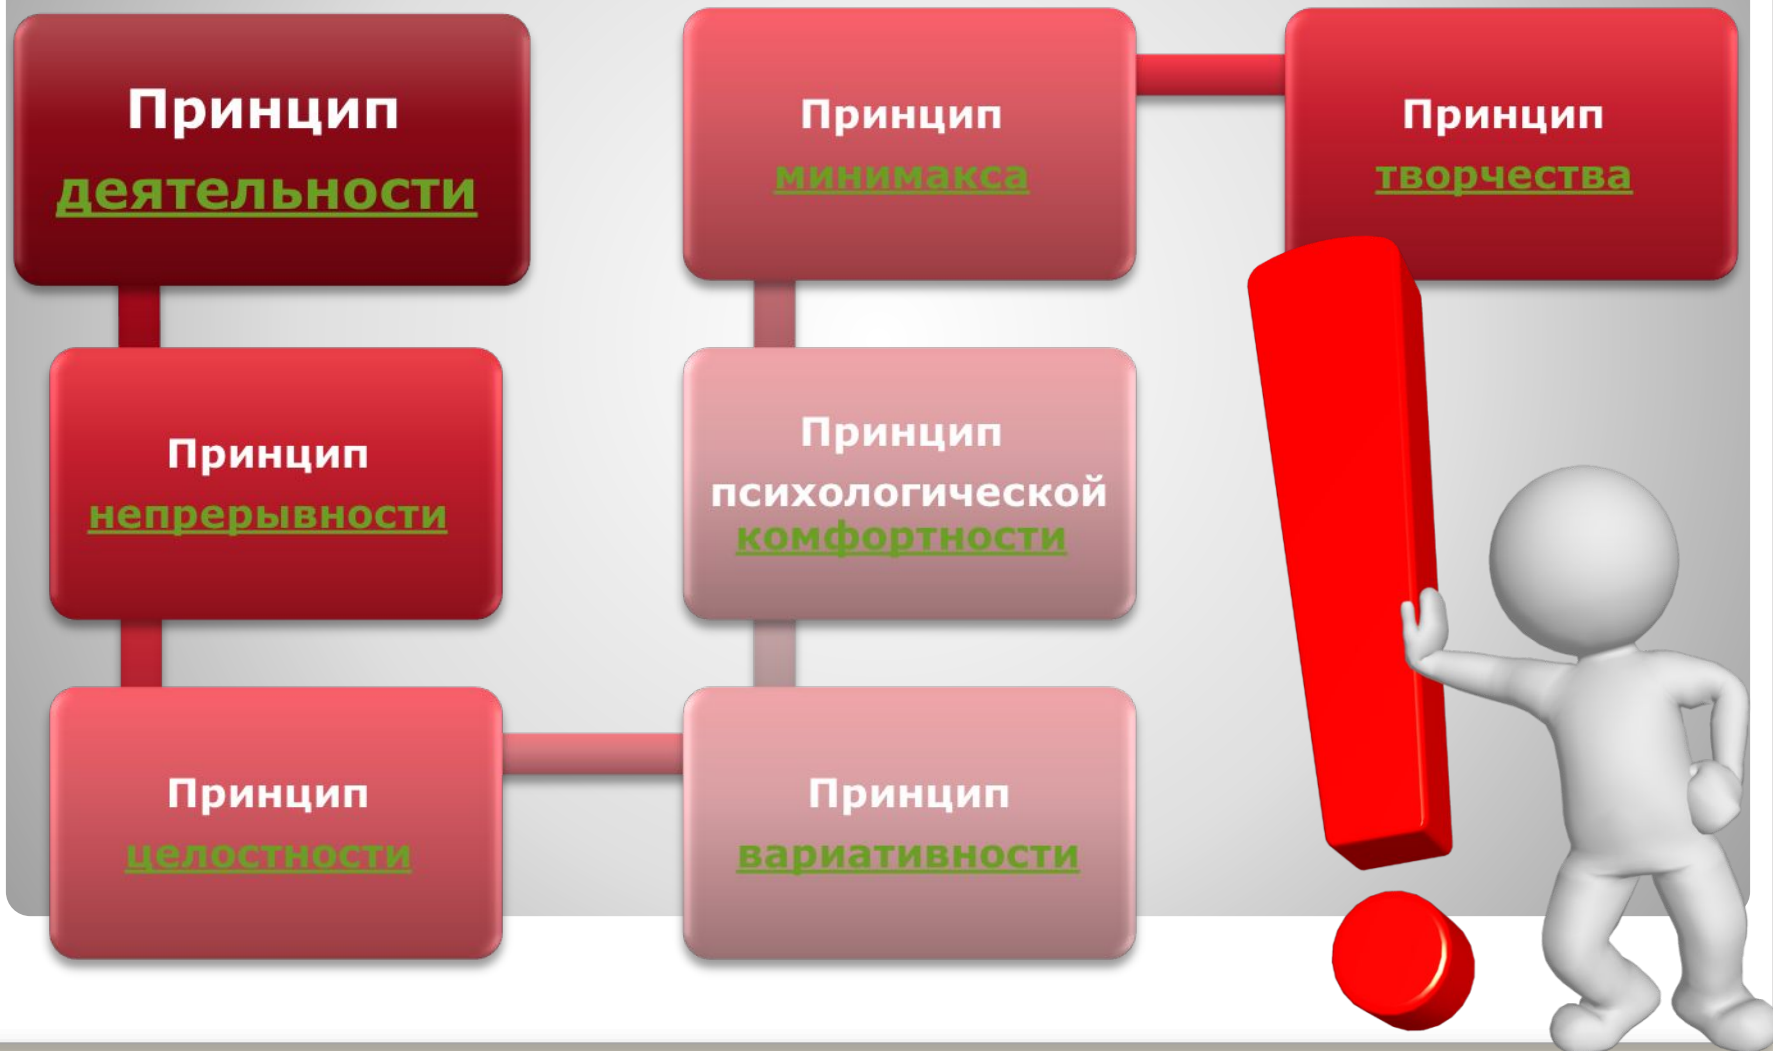 Принцип
деятельности
Принцип
непрерывности
Принцип
целостности
Принцип
вариативности
Принцип
психологической
комфортности
Принцип
минимакса
Принцип
творчества